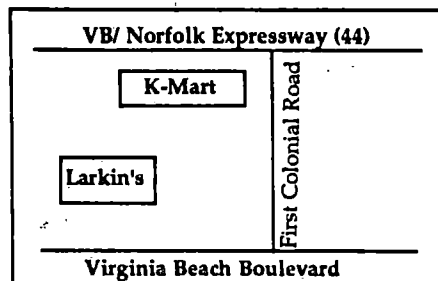 VB/ Norfolk Expressway (44)
K-Mart
First Colonial Road
Larkin's
Virginia Beach Boulevard